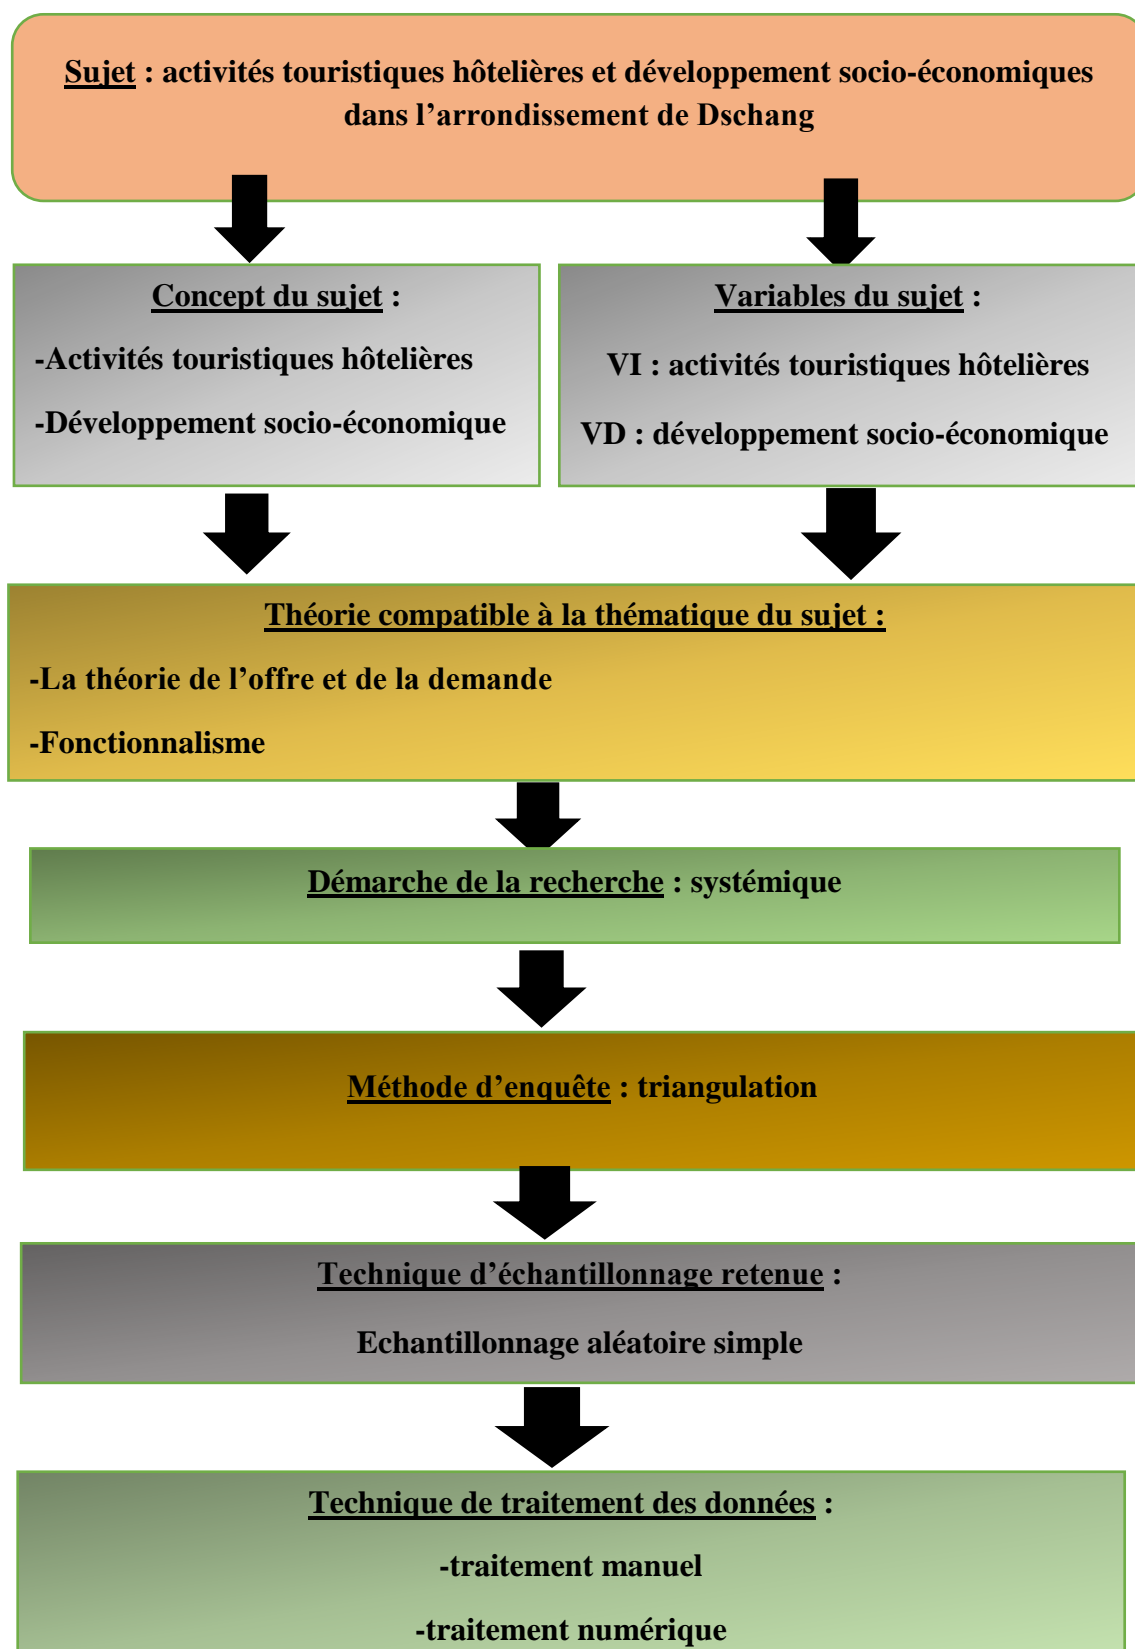 Sujet : activités touristiques hôtelières et développement socio-économiques
dans l’arrondissement de Dschang
Concept du sujet :
-Activités touristiques hôtelières
-Développement socio-économique
Variables du sujet :
VI : activités touristiques hôtelières
VD : développement socio-économique
Théorie compatible à la thématique du sujet :
-La théorie de l’offre et de la demande
-Fonctionnalisme
Démarche de la recherche : systémique
Méthode d’enquête : triangulation
Technique d’échantillonnage retenue :
Echantillonnage aléatoire simple
Technique de traitement des données :
-traitement manuel
-traitement numérique